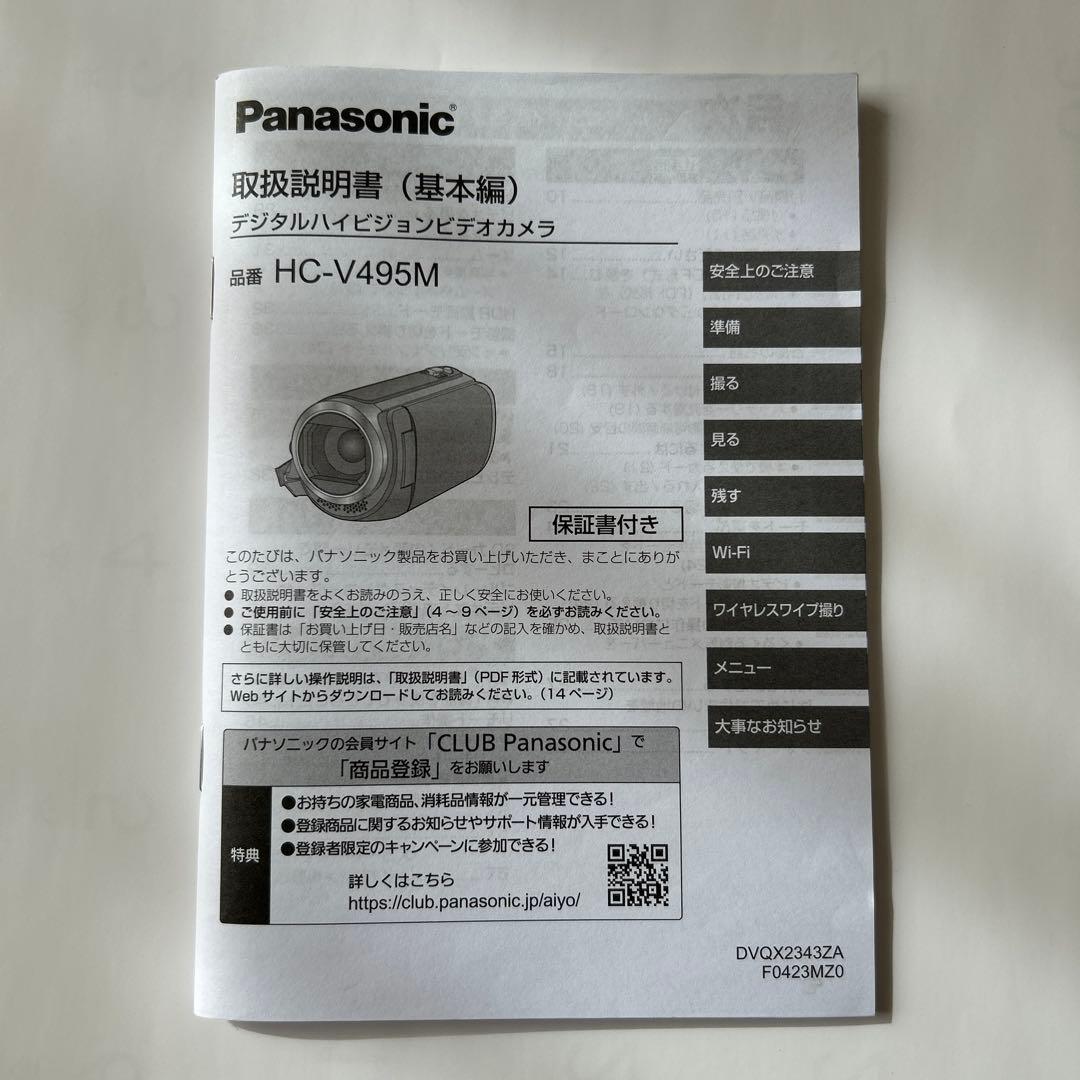 Panasonic®
取扱説明書（基本編）
デジタルハイビジョンビデオカメラ
品番 HC-V495M
保証書付き
このたびは、パナソニック製品をお買い上げいただき、まことにありが
とうございます。
● 取扱説明書をよくお読みのうえ、正しく安全にお使いください。
● ご使用前に「安全上のご注意」（4～9ページ）を必ずお読みください。
● 保証書は「お買い上げ日・販売店名」などの記入を確かめ、取扱説明書と
ともに大切に保管してください。
さらに詳しい操作説明は、「取扱説明書」（PDF形式）に記載されています。
Webサイトからダウンロードしてお読みください。（14ページ）
パナソニックの会員サイト「CLUB Panasonic」で
「商品登録」をお願いします
特典
●お持ちの家電商品、消耗品情報が一元管理できる！
●登録商品に関するお知らせやサポート情報が入手できる！
●登録者限定のキャンペーンに参加できる！
詳しくはこちら
https://club.panasonic.jp/aiyo/
安全上のご注意
準備
撮る
見る
残す
Wi-Fi
ワイヤレスワイプ撮り
メニュー
大事なお知らせ
DVQX2343ZA
F0423MZ0